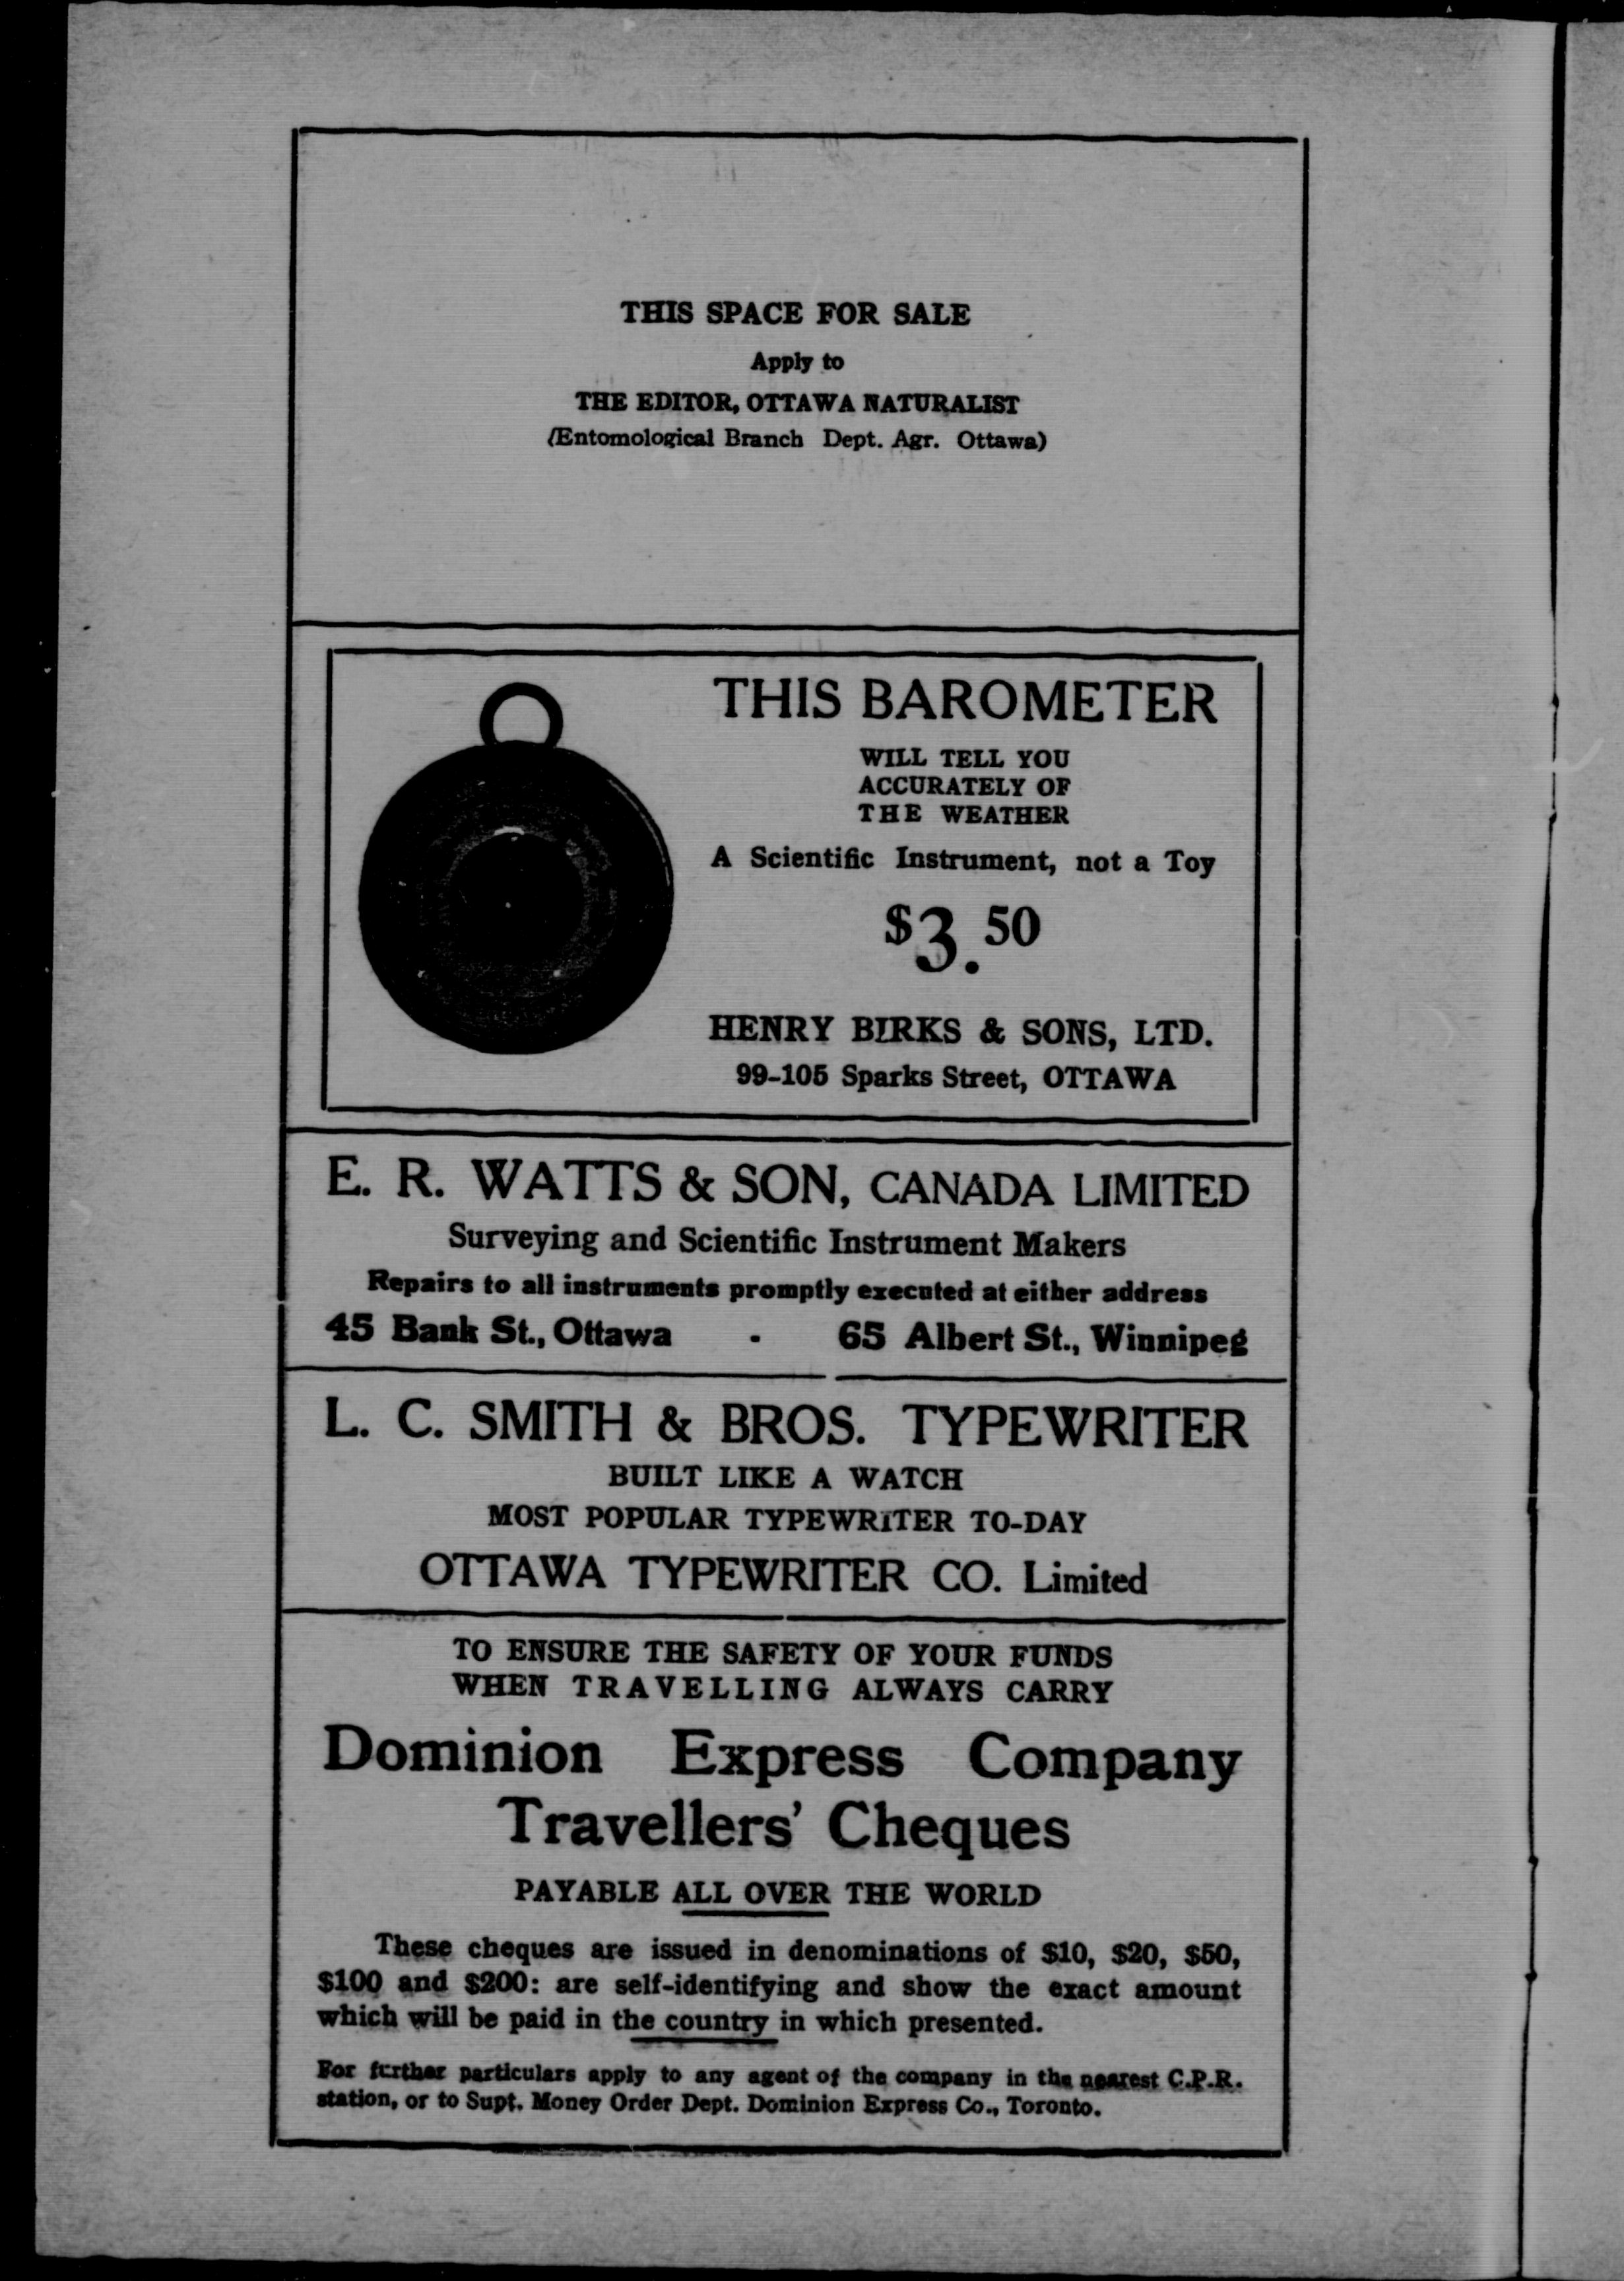 THIS SPACE FOR SALE
Apply to
THE EDITOR, OTTAWA NATURALIST
(Entomological Branch Dept. Agr. Ottawa)
THIS BAROMETER
WILL TELL YOU
ACCURATELY OF
THE WEATHER
A Scientific Instrument, not a Toy
$3.50
HENRY BIRKS & SONS, LTD.
99-105 Sparks Street, OTTAWA
E. R. WATTS & SON, CANADA LIMITED
Surveying and Scientific Instrument Makers
Repairs to all instruments promptly executed at either address
45 Bank St., Ottawa - 65 Albert St., Winnipeg
L. C. SMITH & BROS. TYPEWRITER
BUILT LIKE A WATCH
MOST POPULAR TYPEWRITER TO-DAY
OTTAWA TYPEWRITER CO. Limited
TO ENSURE THE SAFETY OF YOUR FUNDS
WHEN TRAVELLING ALWAYS CARRY
Dominion Express Company
Travellers' Cheques
PAYABLE ALL OVER THE WORLD
These cheques are issued in denominations of $10, $20, $50,
$100 and $200: are self-identifying and show the exact amount
which will be paid in the country in which presented.
For further particulars apply to any agent of the company in the nearest C.P.R.
station, or to Supt. Money Order Dept. Dominion Express Co., Toronto.